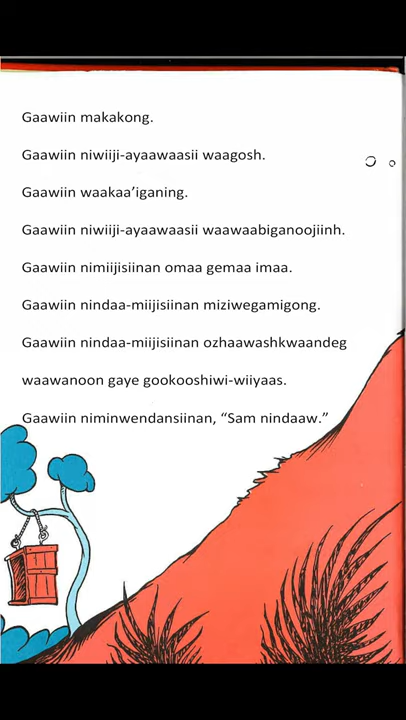 Gaawiin makakong.
Gaawiin niwiiji-ayaawaasii waagosh.
Gaawiin waakaa’iganing.
Gaawiin niwiiji-ayaawaasii waawaabiganoojiinh.
Gaawiin nimiijisiinan omaa gemaa imaa.
Gaawiin nindaa-miijisiinan miziwegamigong.
Gaawiin nindaa-miijisiinan ozhaawashkwaandeg
waawanoon gaye gookooshiwi-wiiyaas.
Gaawiin niminwendansiinan, “Sam nindaaw.”